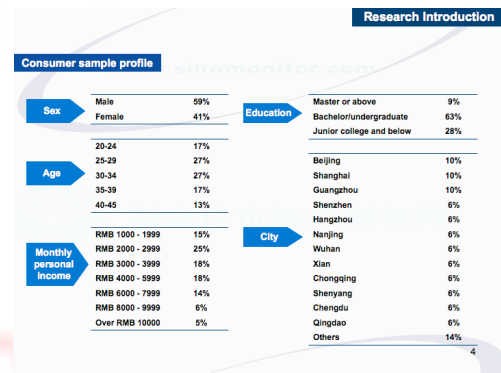 Research Introduction
Consumer sample profile
.sinomonitor.com
Sex
Male 59%
Female 41%
Age
20-24 17%
25-29 27%
30-34 27%
35-39 17%
40-45 13%
Monthly
personal
income
RMB 1000 - 1999 15%
RMB 2000 - 2999 25%
RMB 3000 - 3999 18%
RMB 4000 - 5999 18%
RMB 6000 - 7999 14%
RMB 8000 - 9999 6%
Over RMB 10000 5%
Education
Master or above 9%
Bachelor/undergraduate 63%
Junior college and below 28%
City
Beijing 10%
Shanghai 10%
Guangzhou 10%
Shenzhen 6%
Hangzhou 6%
Nanjing 6%
Wuhan 6%
Xian 6%
Chongqing 6%
Shenyang 6%
Chengdu 6%
Qingdao 6%
Others 14%
4